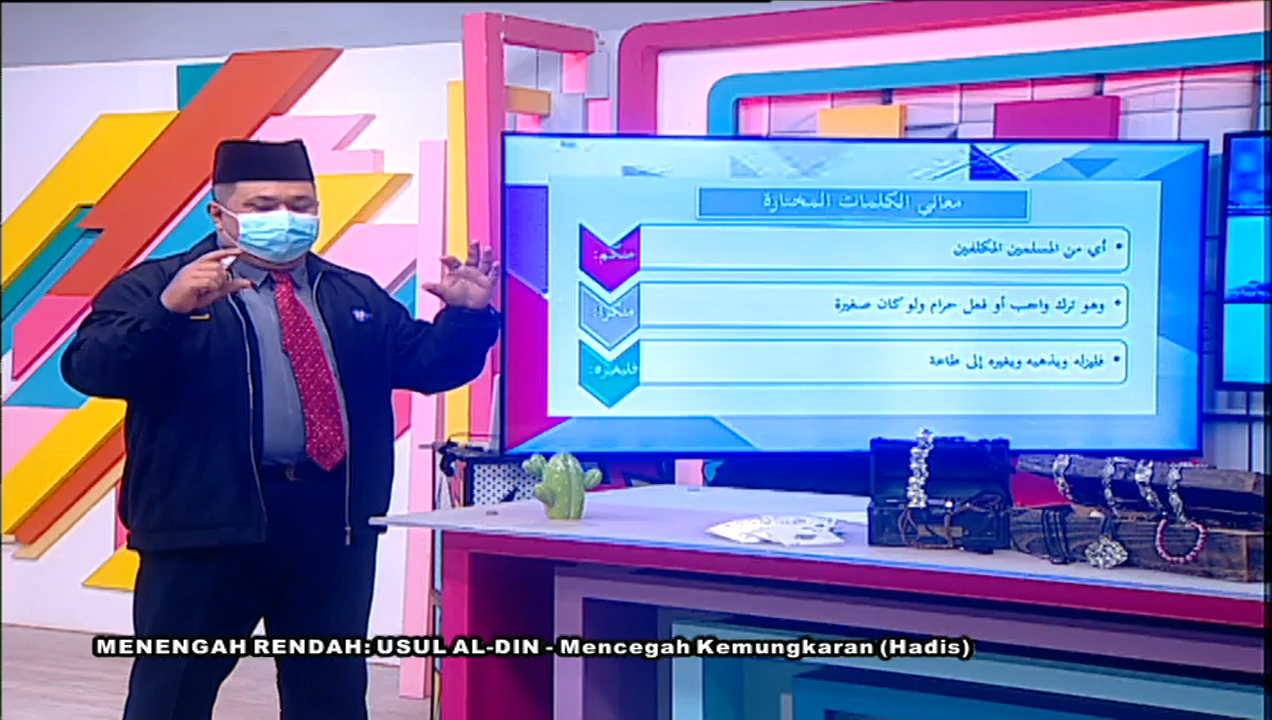 معاني الكلمات المختارة
منكم:
أي من المسلمين المكلفين
منكرا:
وهو ترك واجب أو فعل حرام ولو كان صغيرة
فليغيره:
فليزله ويذهبه ويغيره إلى طاعة
MENENGAH RENDAH: USUL AL-DIN - Mencegah Kemungkaran (Hadis)